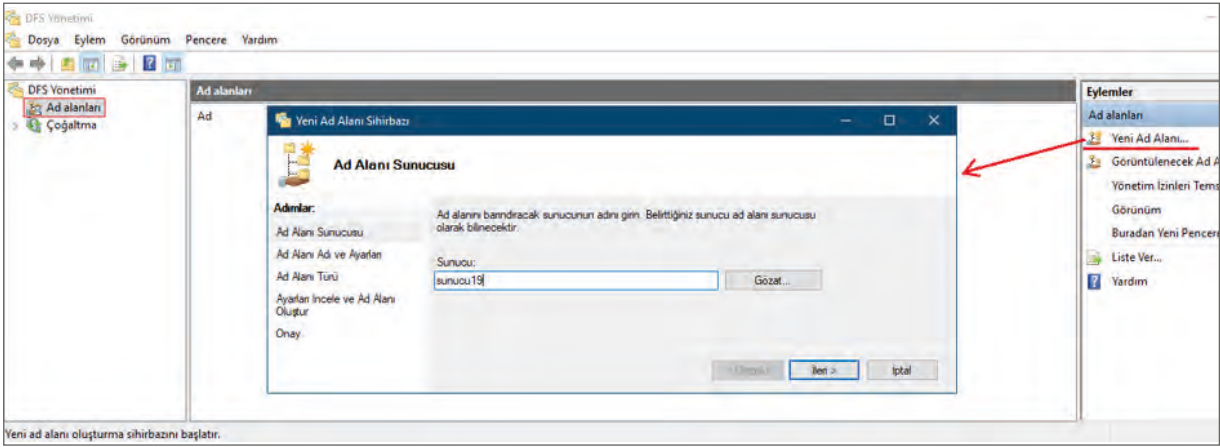 DFS Yönetimi
Dosya Eylem Görünüm Pencere Yardım
DFS Yönetimi
Ad alanları
Çoğaltma
Ad alanları
Ad
Yeni Ad Alanı Sihirbazı
Ad Alanı Sunucusu
Adımlar:
Ad Alanı Sunucusu
Ad Alanı Adı ve Ayarları
Ad Alanı Türü
Ayarları İncele ve Ad Alanı
Oluştur
Onay
Ad alanını barındıracak sunucunun adını girin. Belirttiğiniz sunucu ad alanı sunucusu
olarak bilinecektir.
Sunucu:
sunucu19
Gözat...
İleri >
İptal
Eylemler
Ad alanları
Yeni Ad Alanı...
Görüntülenecek Ad A
Yönetim İzinleri Tems
Görünüm
Buradan Yeni Pencere
Liste Ver...
Yardım
Yeni ad alanı oluşturma sihirbazını başlatır.